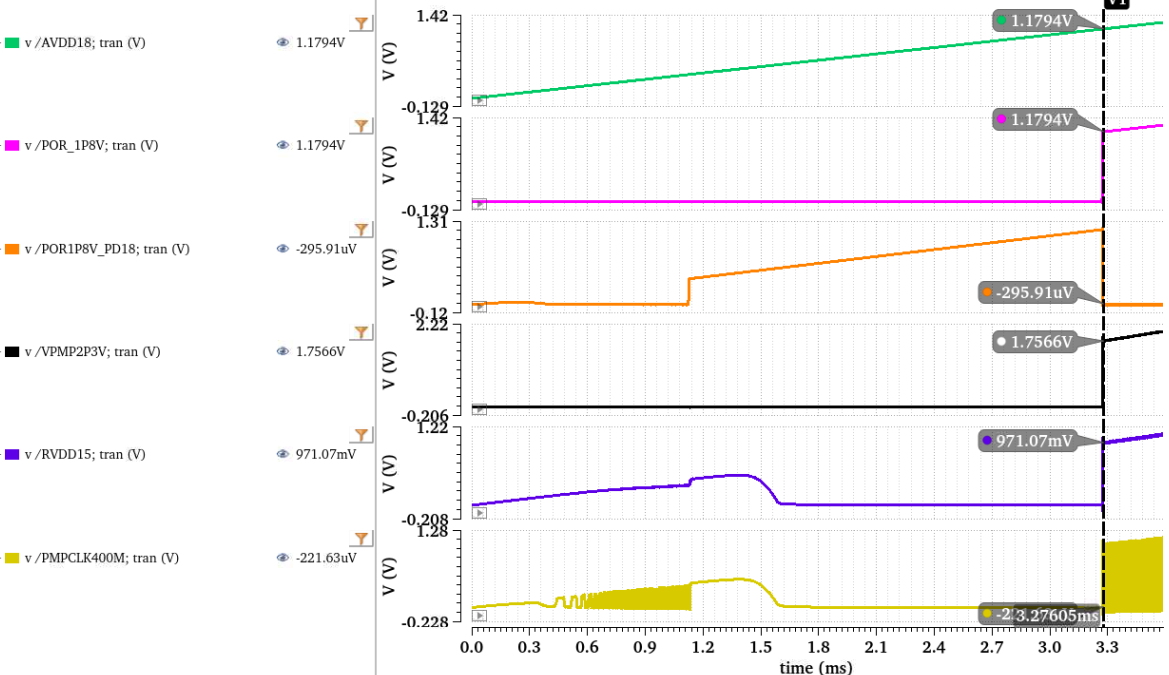 V1
v /AVDD18; tran (V) 1.1794V
V (V)
1.42
-0.129
1.1794V
v /POR_1P8V; tran (V) 1.1794V
V (V)
1.42
-0.129
1.1794V
v /POR1P8V_PD18; tran (V) -295.91uV
V (V)
1.31
-0.12
-295.91uV
v /VPMP2P3V; tran (V) 1.7566V
V (V)
2.22
-0.206
1.7566V
v /RVDD15; tran (V) 971.07mV
V (V)
1.22
-0.208
971.07mV
v /PMPCLK400M; tran (V) -221.63uV
V (V)
1.28
-0.228
3.27605ms
0.0 0.3 0.6 0.9 1.2 1.5 1.8 2.1 2.4 2.7 3.0 3.3
time (ms)